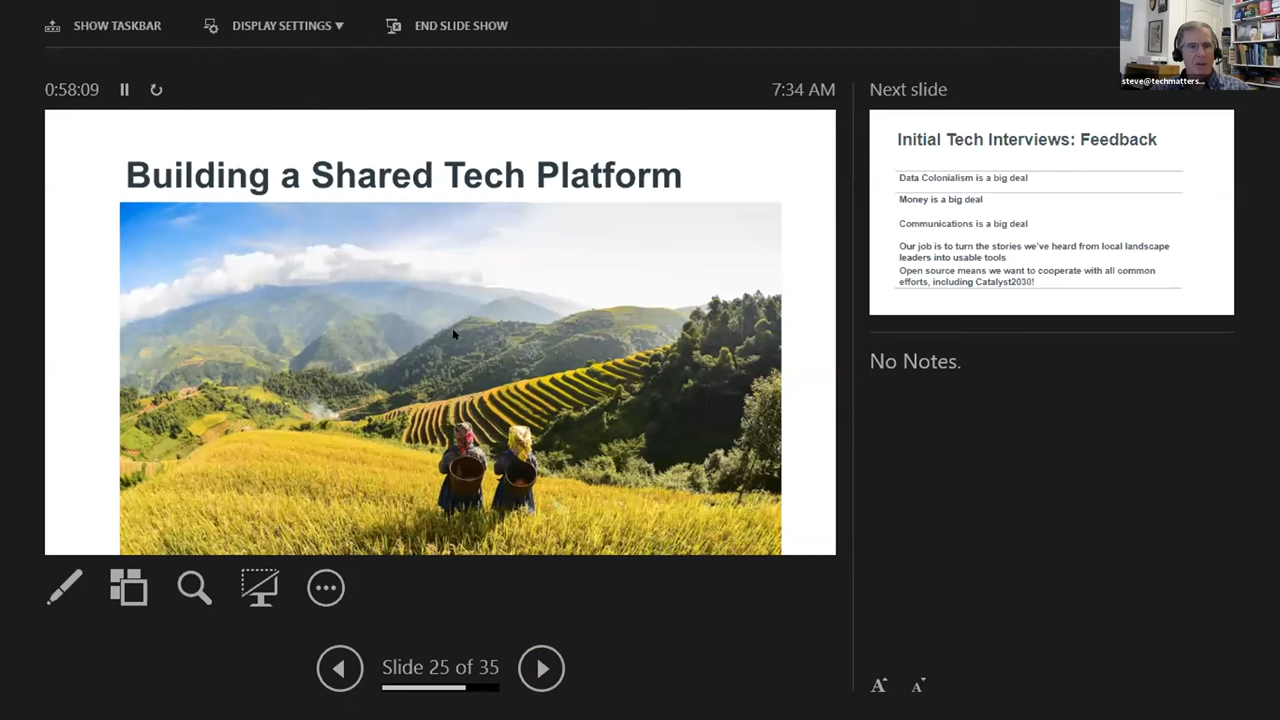 SHOW TASKBAR
DISPLAY SETTINGS
END SLIDE SHOW
steve@techmatters...
0:58:09
7:34 AM
Next slide
Building a Shared Tech Platform
Initial Tech Interviews: Feedback
Data Colonialism is a big deal
Money is a big deal
Communications is a big deal
Our job is to turn the stories we've heard from local landscape
leaders into usable tools
Open source means we want to cooperate with all common
efforts, including Catalyst2030!
No Notes.
Slide 25 of 35
A A